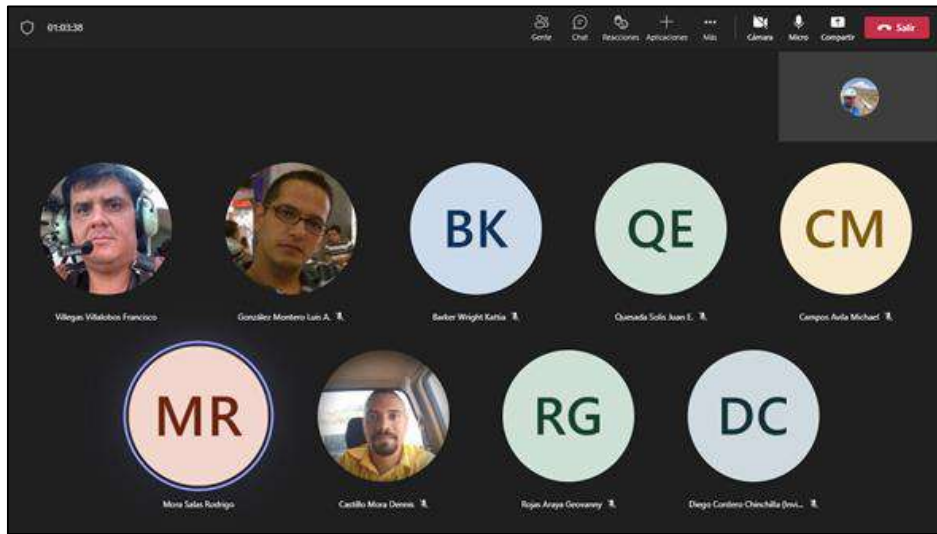 01:03:38
Gente Chat Reacciones Aplicaciones Más Cámara Micro Compartir Salir
BK QE CM
Villegas Villalobos Francisco González Montero Luis A. Barker Wright Kattia Quesada Solis Juan E. Campos Avila Michael
MR RG DC
Mora Salas Rodrigo Castillo Mora Dennis Rojas Araya Geovanny Diego Cordero Chinchilla (Invi...